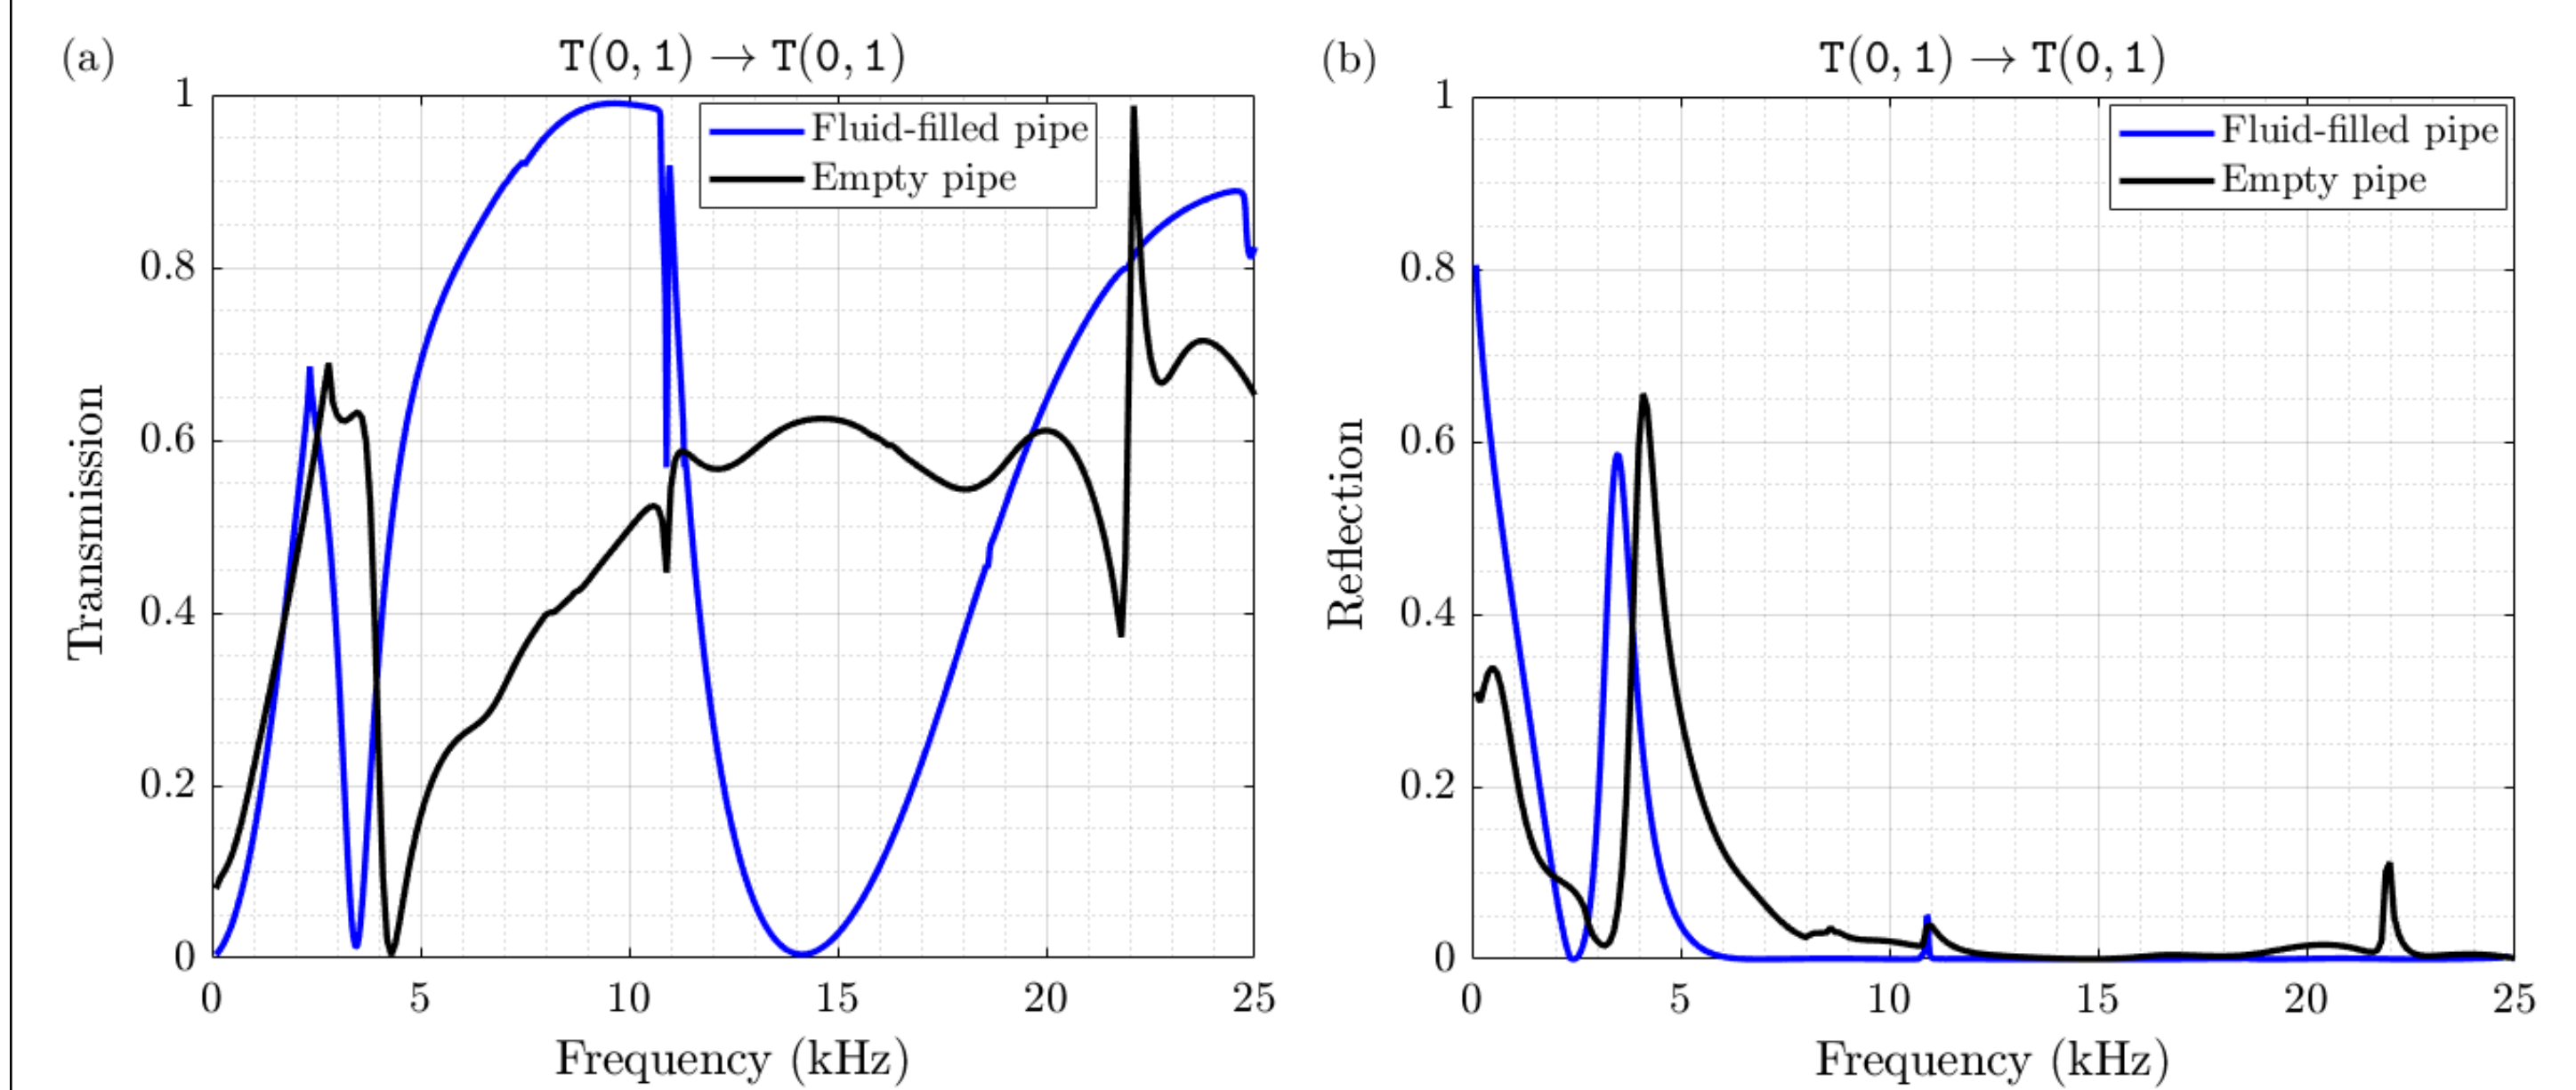 (a)
T(0, 1) → T(0, 1)
Fluid-filled pipe
Empty pipe
Transmission
1
0.8
0.6
0.4
0.2
0
0 5 10 15 20 25
Frequency (kHz)
(b)
T(0, 1) → T(0, 1)
Fluid-filled pipe
Empty pipe
Reflection
1
0.8
0.6
0.4
0.2
0
0 5 10 15 20 25
Frequency (kHz)